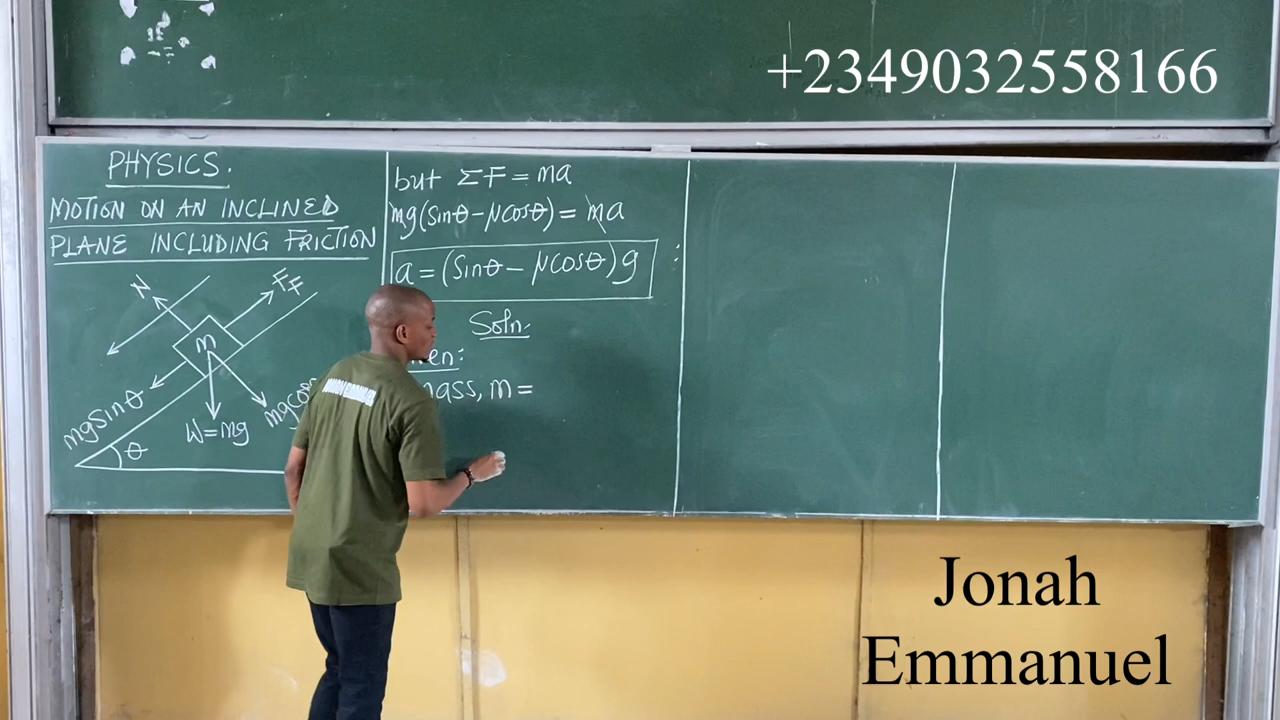 +2349032558166
PHYSICS.
MOTION ON AN INCLINED
PLANE INCLUDING FRICTION
N
FF
m
mgsinθ
W=mg
mgcos
θ
but ΣF = ma
mg(sinθ-μcosθ) = ma
a = (sinθ - μcosθ)g
Soln.
mass, m =
Jonah
Emmanuel